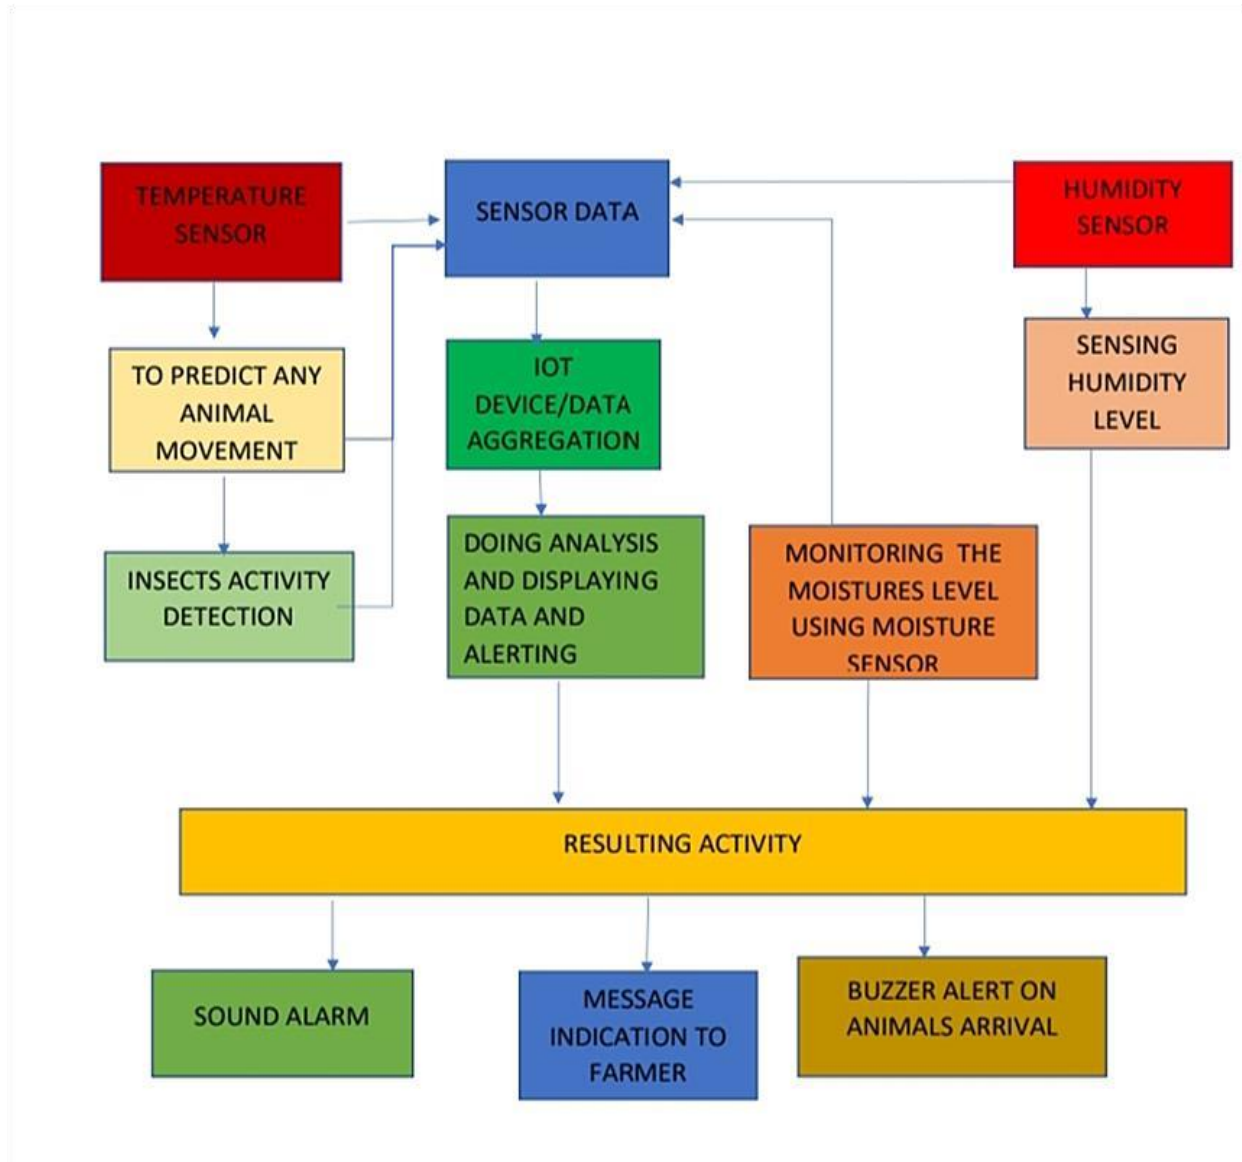 TEMPERATURE
SENSOR
SENSOR DATA
HUMIDITY
SENSOR
TO PREDICT ANY
ANIMAL
MOVEMENT
IOT
DEVICE/DATA
AGGREGATION
SENSING
HUMIDITY
LEVEL
INSECTS ACTIVITY
DETECTION
DOING ANALYSIS
AND DISPLAYING
DATA AND
ALERTING
MONITORING THE
MOISTURES LEVEL
USING MOISTURE
SENSOR
RESULTING ACTIVITY
SOUND ALARM
MESSAGE
INDICATION TO
FARMER
BUZZER ALERT ON
ANIMALS ARRIVAL